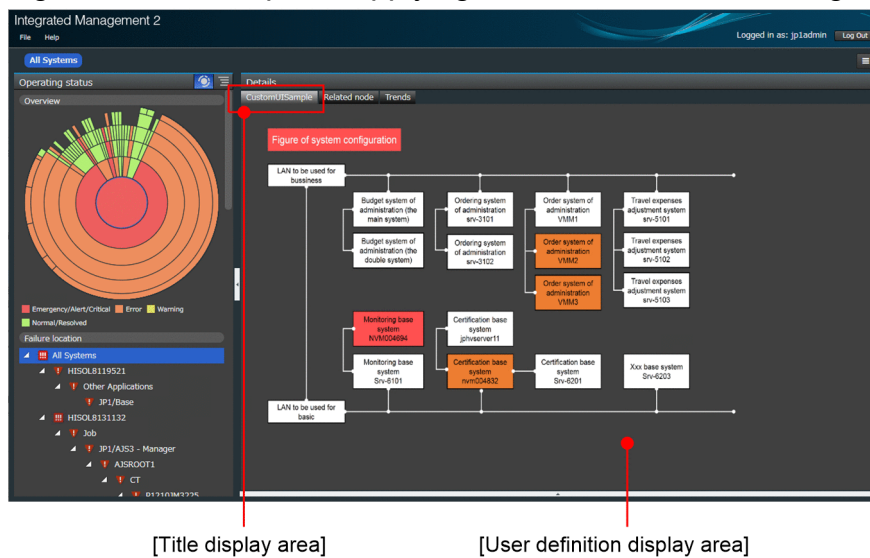 Integrated Management 2
File Help
Logged in as: jp1admin Log Out
All Systems
Operating status
Details
Overview
CustomUISample Related node Trends
Figure of system configuration
LAN to be used for
bussiness
Budget system of
administration (the
main system)
Ordering system
of administration
srv-3101
Order system of
administration
VMM1
Travel expenses
adjustment system
srv-5101
Budget system of
administration (the
double system)
Ordering system
of administration
srv-3102
Order system of
administration
VMM2
Travel expenses
adjustment system
srv-5102
Order system of
administration
VMM3
Travel expenses
adjustment system
srv-5103
Emergency/Alert/Critical Error Warning
Normal/Resolved
Monitoring base
system
NVM004694
Certification base
system
jphvserver11
Failure location
All Systems
HISOL8119521
Other Applications
JP1/Base
HISOL8131132
Job
JP1/AJS3 - Manager
AJSROOT1
CT
R1210JM3225
Monitoring base
system
Srv-6101
Certification base
system
nvm004832
Certification base
system
Srv-6201
Xxx base system
Srv-6203
LAN to be used for
basic
[Title display area] [User definition display area]